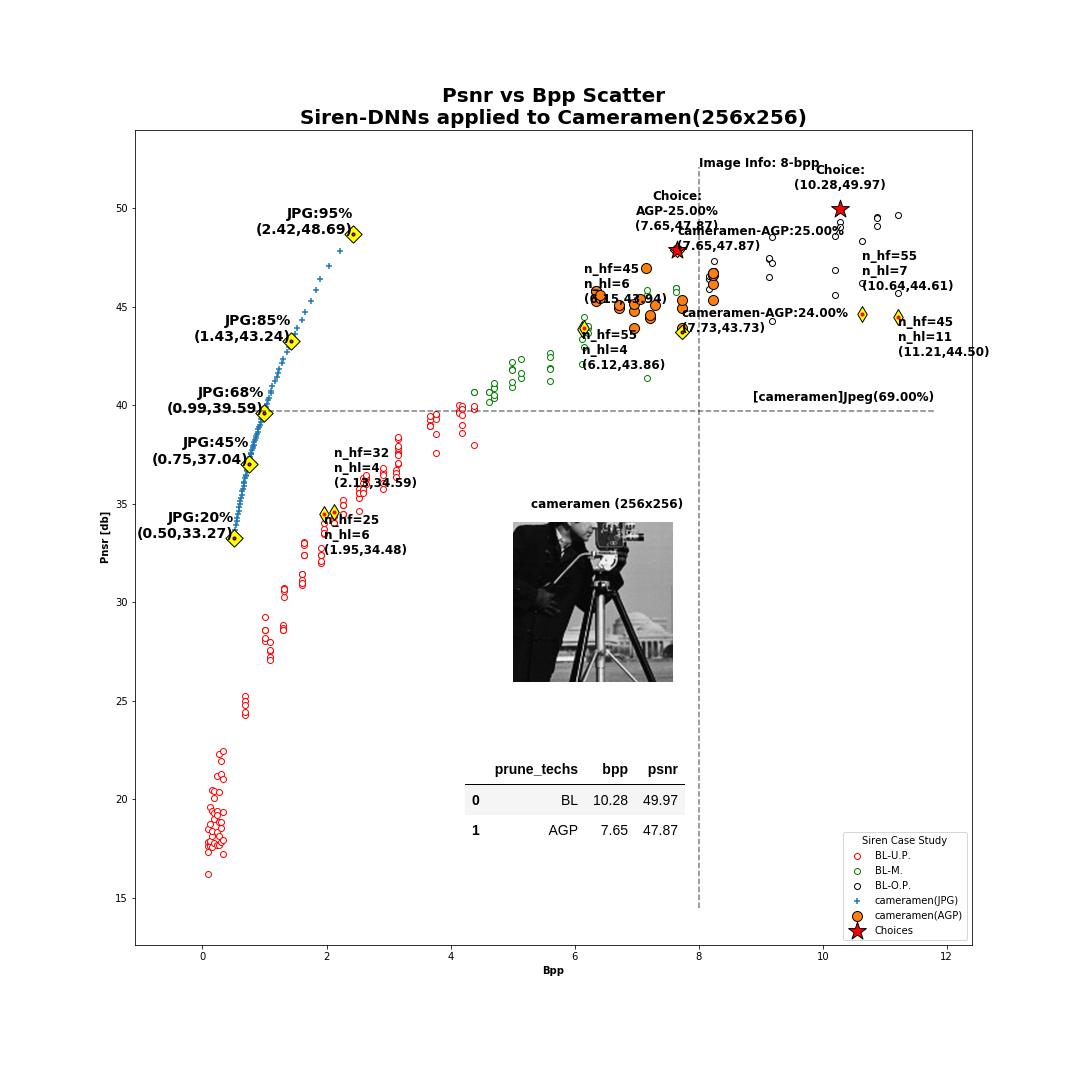 Psnr vs Bpp Scatter
Siren-DNNs applied to Cameramen(256x256)
Image Info: 8-bpp
Choice:
(10.28,49.97)
Choice:
AGP-25.00%
(7.65,47.87)
cameramen-AGP:25.00%
(7.65,47.87)
JPG:95%
(2.42,48.69)
n_hf=55
n_hl=7
(10.64,44.61)
n_hf=45
n_hl=6
(6.15,43.94)
cameramen-AGP:24.00%
(7.73,43.73)
n_hf=45
n_hl=11
(11.21,44.50)
n_hf=55
n_hl=4
(6.12,43.86)
JPG:85%
(1.43,43.24)
JPG:68%
(0.99,39.59)
[cameramen]Jpeg(69.00%)
JPG:45%
(0.75,37.04)
n_hf=32
n_hl=4
(2.13,34.59)
JPG:20%
(0.50,33.27)
n_hf=25
n_hl=6
(1.95,34.48)
cameramen (256x256)
prune_techs bpp psnr
0 BL 10.28 49.97
1 AGP 7.65 47.87
Siren Case Study
BL-U.P.
BL-M.
BL-O.P.
cameramen(JPG)
cameramen(AGP)
Choices
Pnsr [db]
50
45
40
35
30
25
20
15
0 2 4 6 8 10 12
Bpp